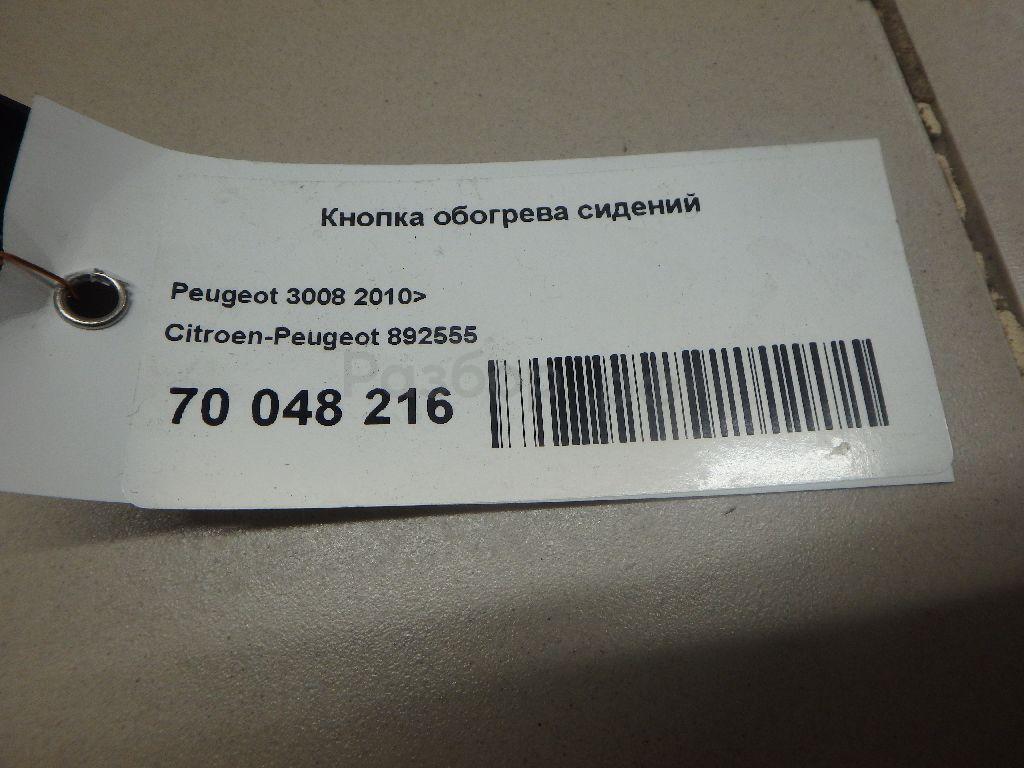 Кнопка обогрева сидений
Peugeot 3008 2010>
Citroen-Peugeot 892555
70 048 216